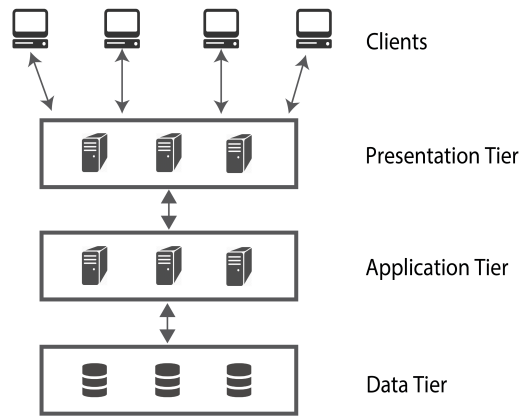 Clients
Presentation Tier
Application Tier
Data Tier